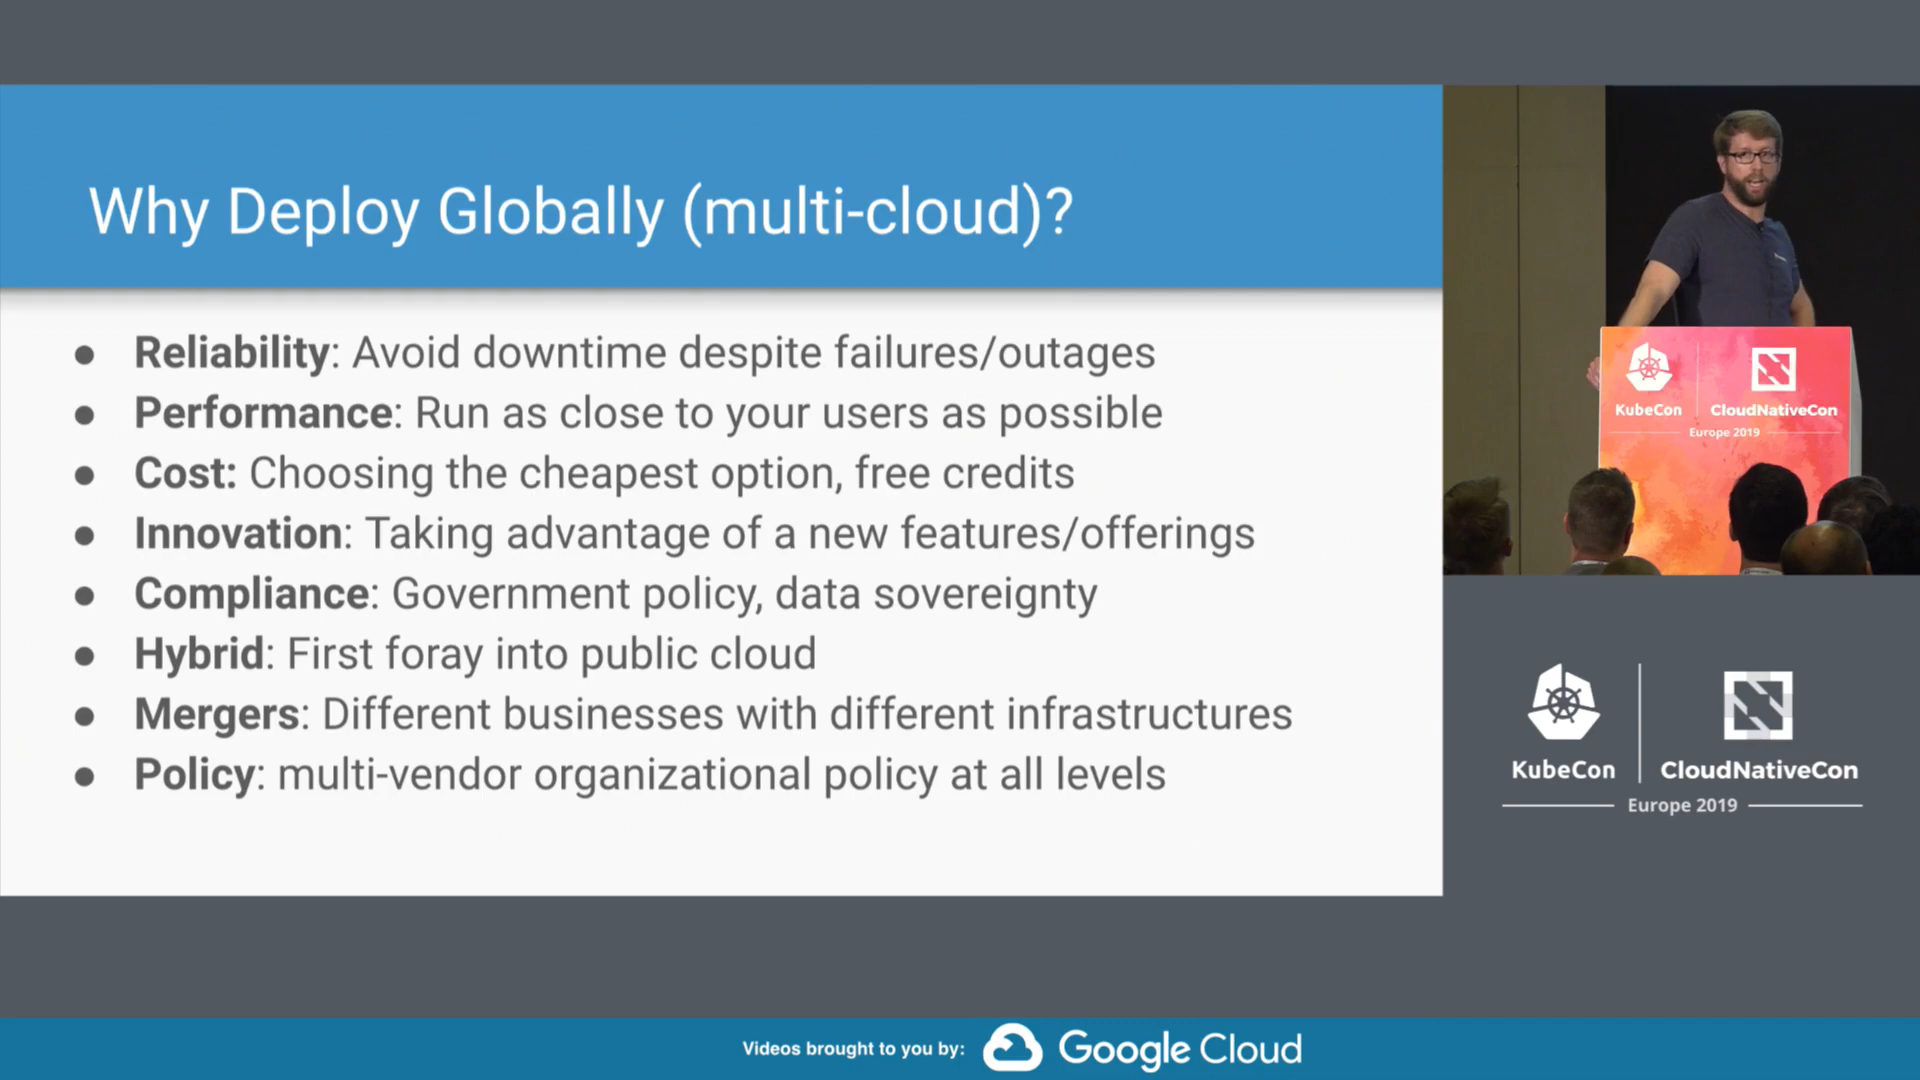 Why Deploy Globally (multi-cloud)?
● Reliability: Avoid downtime despite failures/outages
● Performance: Run as close to your users as possible
● Cost: Choosing the cheapest option, free credits
● Innovation: Taking advantage of a new features/offerings
● Compliance: Government policy, data sovereignty
● Hybrid: First foray into public cloud
● Mergers: Different businesses with different infrastructures
● Policy: multi-vendor organizational policy at all levels
KubeCon CloudNativeCon
Europe 2019
KubeCon CloudNativeCon
Europe 2019
Videos brought to you by: Google Cloud